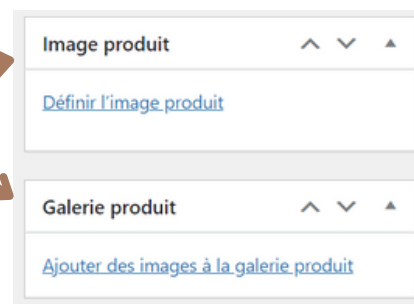 Image produit
Définir l'image produit
Galerie produit
Ajouter des images à la galerie produit